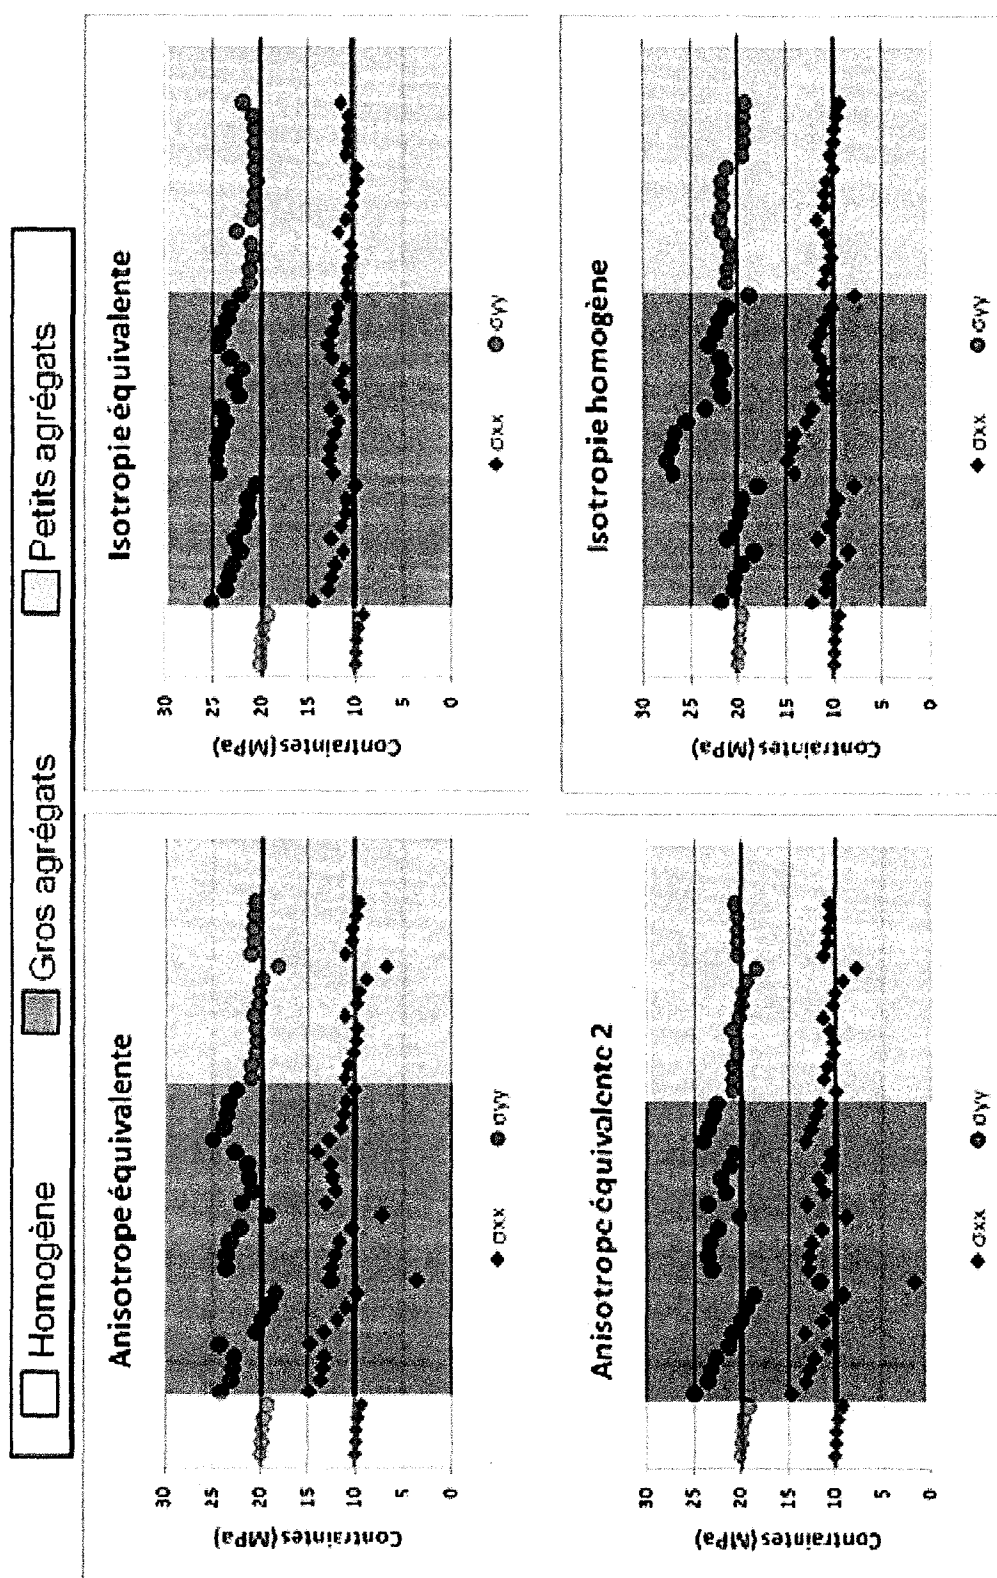 Homogène
Gros agrégats
Petits agrégats
Anisotrope équivalente
Contraintes (MPa)
30
25
20
15
10
5
0
σxx
σyy
Isotropie équivalente
Contraintes (MPa)
30
25
20
15
10
5
0
σxx
σyy
Anisotrope équivalente 2
Contraintes (MPa)
30
25
20
15
10
5
0
σxx
σyy
Isotropie homogène
Contraintes (MPa)
30
25
20
15
10
5
0
σxx
σyy